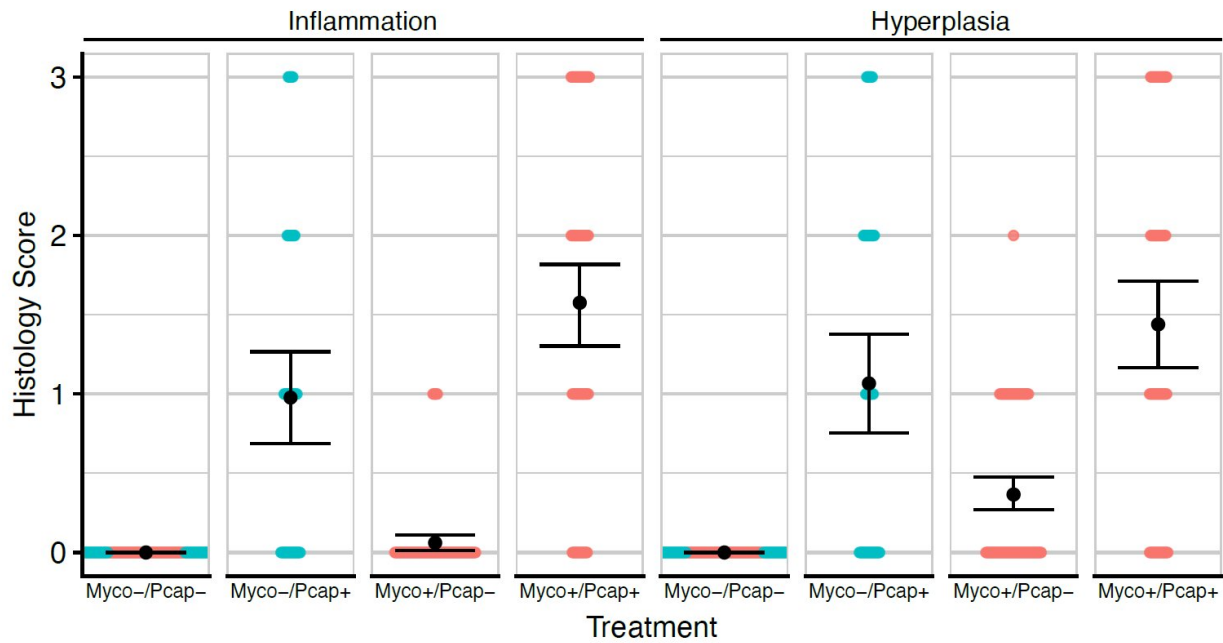 Inflammation Hyperplasia
Histology Score
3
2
1
0
Myco−/Pcap− Myco−/Pcap+ Myco+/Pcap− Myco+/Pcap+ Myco−/Pcap− Myco−/Pcap+ Myco+/Pcap− Myco+/Pcap+
Treatment